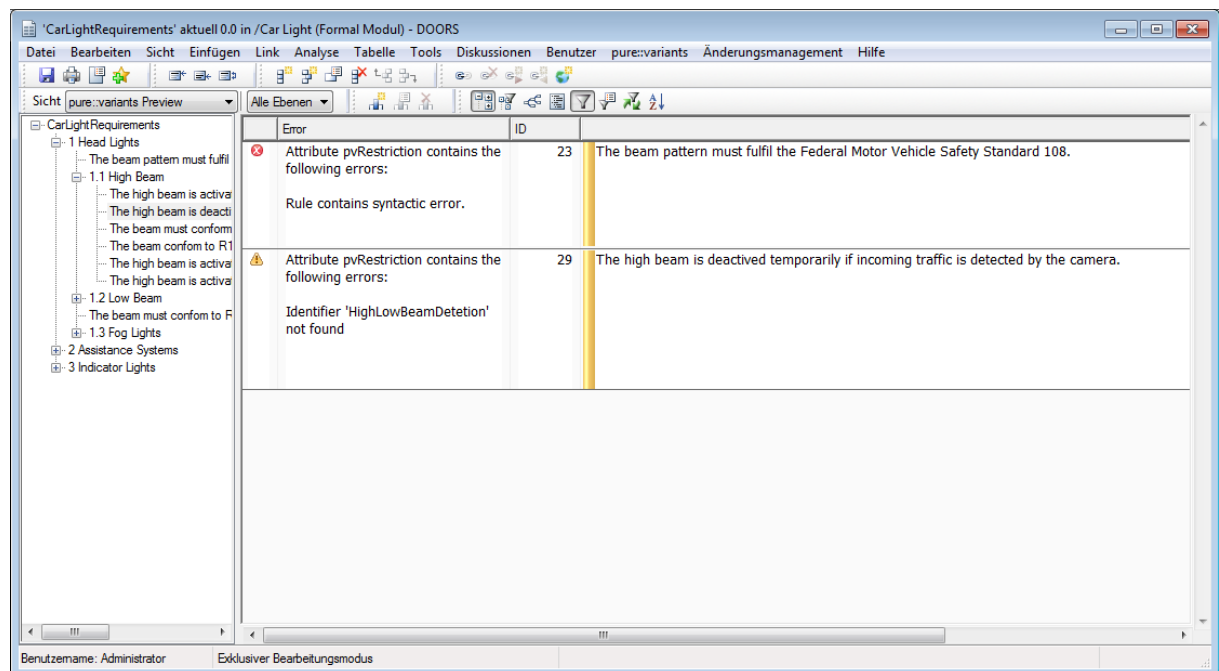 'CarLightRequirements' aktuell 0.0 in /Car Light (Formal Modul) - DOORS
Datei Bearbeiten Sicht Einfügen Link Analyse Tabelle Tools Diskussionen Benutzer pure::variants Änderungsmanagement Hilfe
Sicht pure::variants Preview Alle Ebenen
CarLightRequirements
1 Head Lights
The beam pattern must fulfil
1.1 High Beam
The high beam is activa
The high beam is deacti
The beam must conform
The beam confom to R1
The high beam is activa
The high beam is activa
1.2 Low Beam
The beam must confom to F
1.3 Fog Lights
2 Assistance Systems
3 Indicator Lights
Error ID
Attribute pvRestriction contains the 23 The beam pattern must fulfil the Federal Motor Vehicle Safety Standard 108.
following errors:
Rule contains syntactic error.
Attribute pvRestriction contains the 29 The high beam is deactived temporarily if incoming traffic is detected by the camera.
following errors:
Identifier 'HighLowBeamDetetion'
not found
Benutzername: Administrator Exklusiver Bearbeitungsmodus